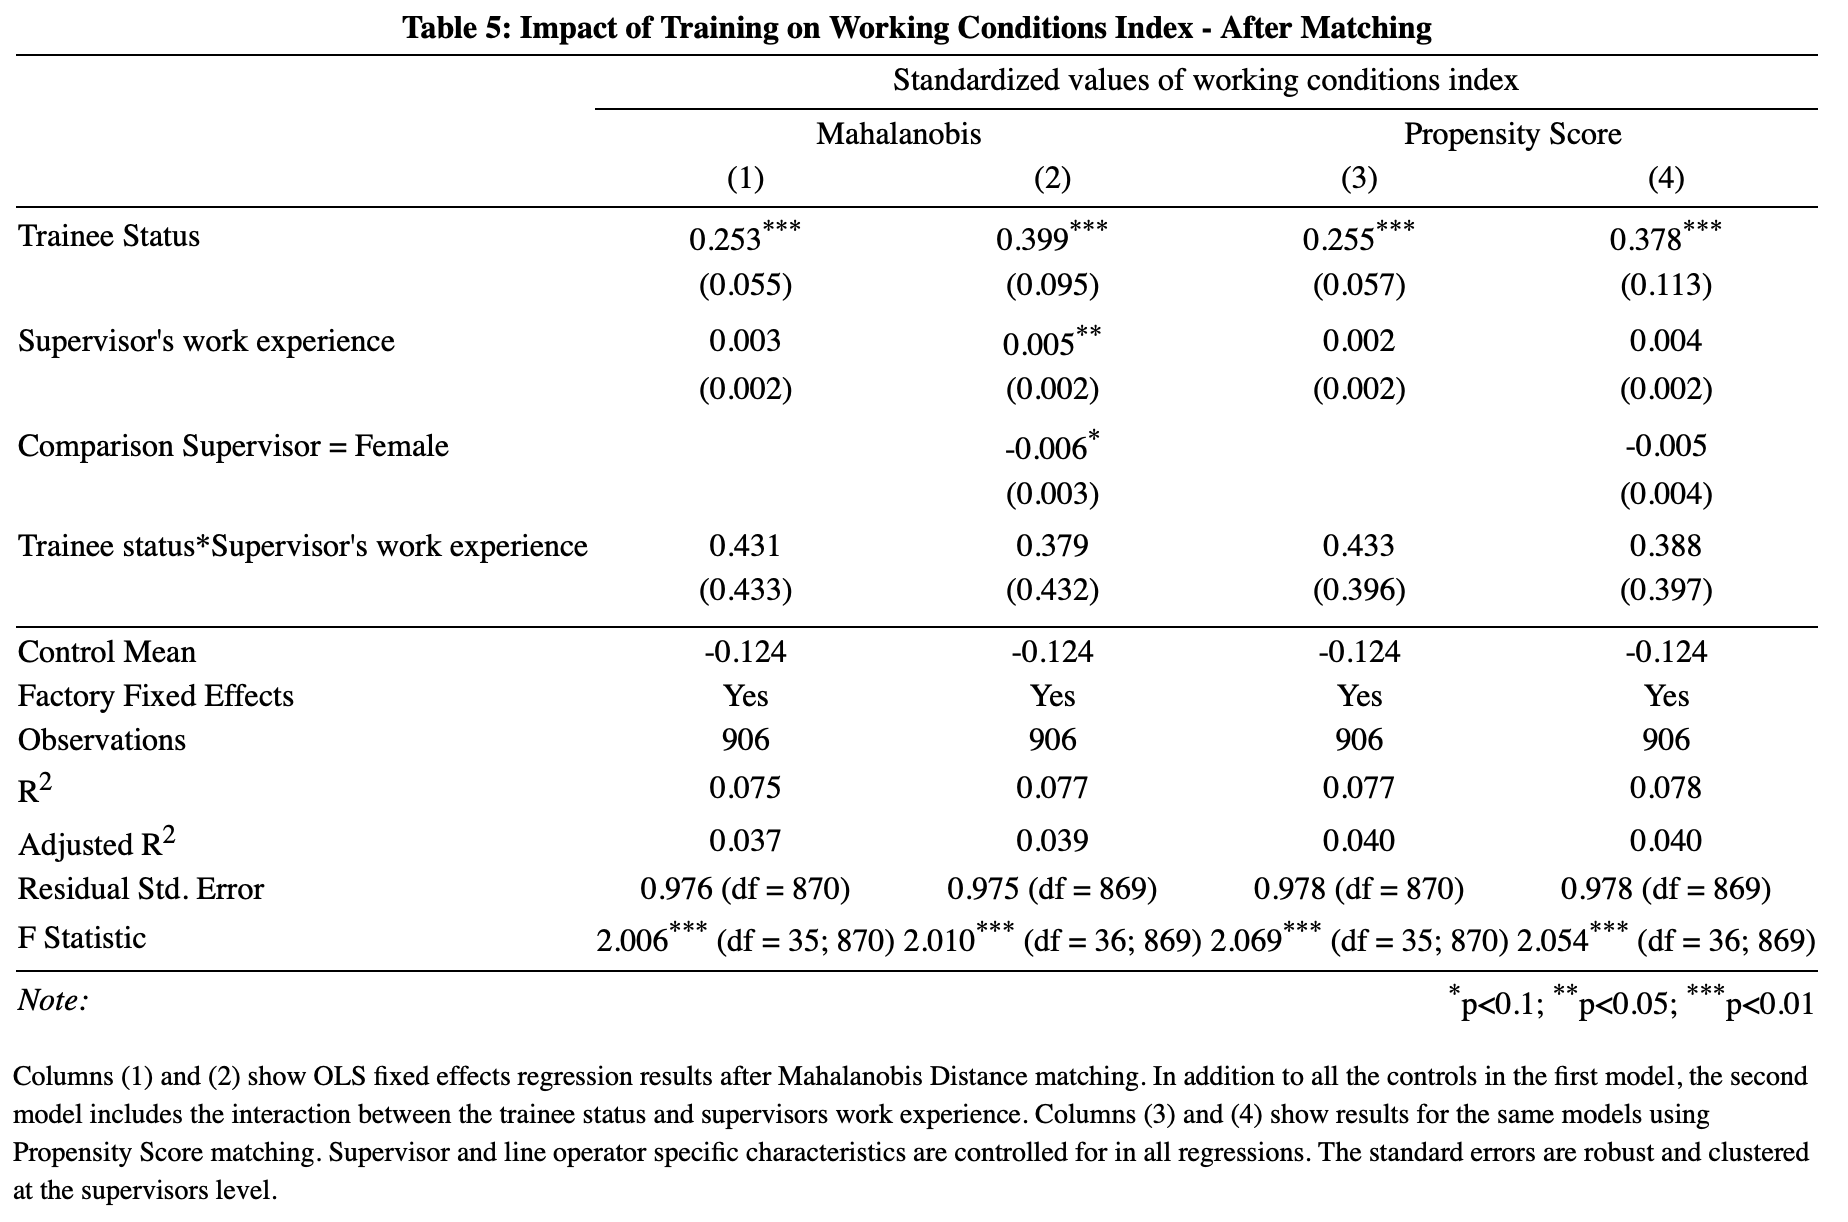 Table 5: Impact of Training on Working Conditions Index - After Matching
Standardized values of working conditions index
Mahalanobis Propensity Score
(1) (2) (3) (4)
Trainee Status 0.253*** 0.399*** 0.255*** 0.378***
(0.055) (0.095) (0.057) (0.113)
Supervisor's work experience 0.003 0.005** 0.002 0.004
(0.002) (0.002) (0.002) (0.002)
Comparison Supervisor = Female -0.006* -0.005
(0.003) (0.004)
Trainee status*Supervisor's work experience 0.431 0.379 0.433 0.388
(0.433) (0.432) (0.396) (0.397)
Control Mean -0.124 -0.124 -0.124 -0.124
Factory Fixed Effects Yes Yes Yes Yes
Observations 906 906 906 906
R2 0.075 0.077 0.077 0.078
Adjusted R2 0.037 0.039 0.040 0.040
Residual Std. Error 0.976 (df = 870) 0.975 (df = 869) 0.978 (df = 870) 0.978 (df = 869)
F Statistic 2.006*** (df = 35; 870) 2.010*** (df = 36; 869) 2.069*** (df = 35; 870) 2.054*** (df = 36; 869)
Note: *p<0.1; **p<0.05; ***p<0.01
Columns (1) and (2) show OLS fixed effects regression results after Mahalanobis Distance matching. In addition to all the controls in the first model, the second
model includes the interaction between the trainee status and supervisors work experience. Columns (3) and (4) show results for the same models using
Propensity Score matching. Supervisor and line operator specific characteristics are controlled for in all regressions. The standard errors are robust and clustered
at the supervisors level.